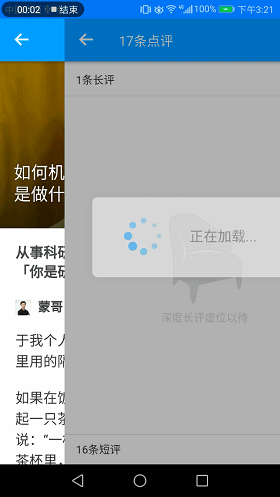 00:02 结束
100% 下午3:21
17条点评
1条长评
如何机
是做什
正在加载...
从事科研
「你是研
深度长评虚位以待
蒙哥
于我个人
里用的隔
如果在饭
起一只茶
说：“一杯
茶杯里，
16条短评